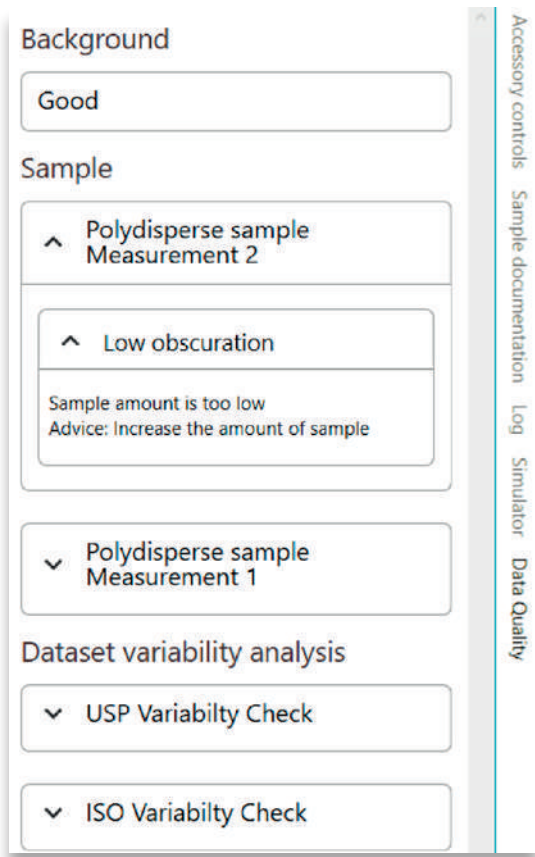 Background
Good
Sample
Polydisperse sample
Measurement 2
Low obscuration
Sample amount is too low
Advice: Increase the amount of sample
Polydisperse sample
Measurement 1
Dataset variability analysis
USP Variabilty Check
ISO Variabilty Check
Accessory controls
Sample documentation
Log
Simulator
Data Quality